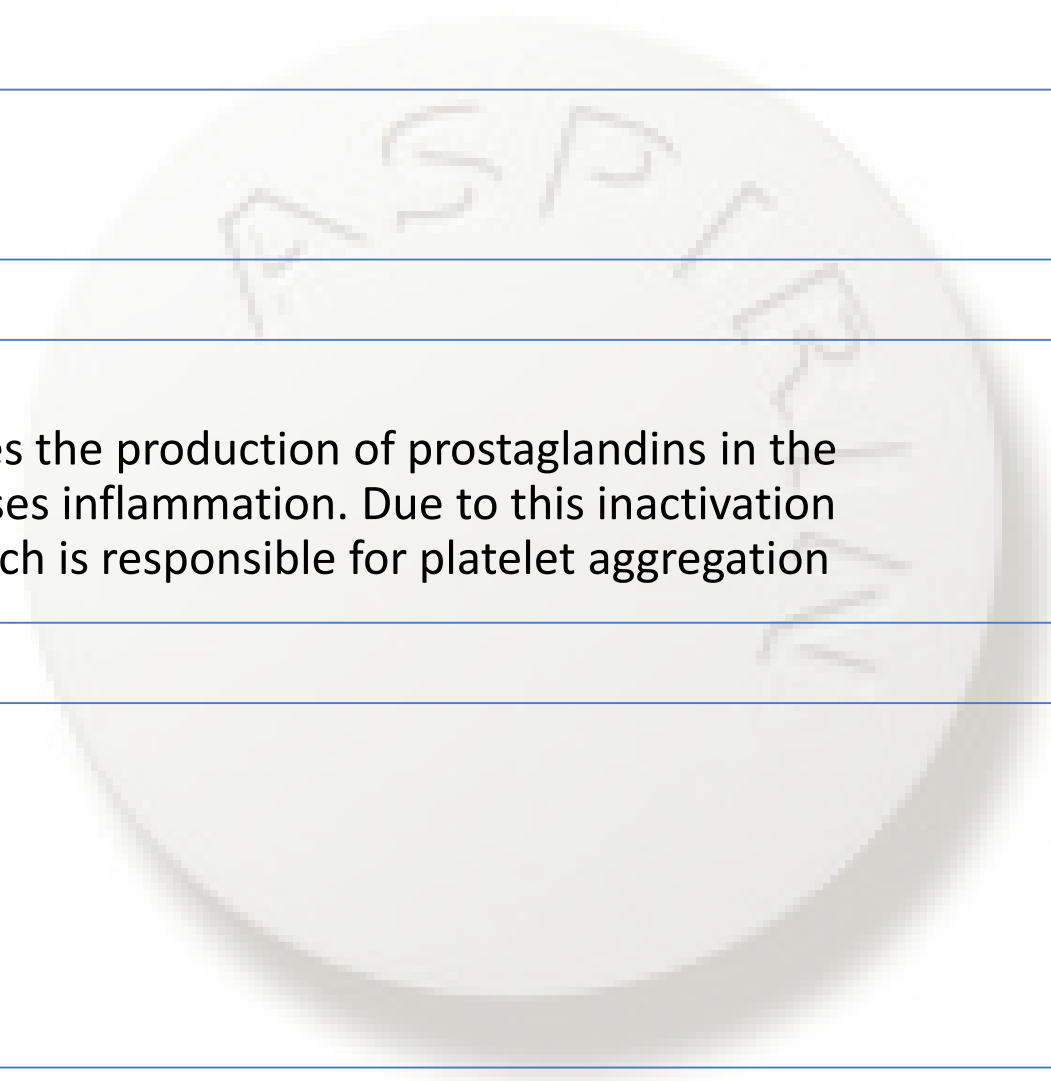 ASPIRIN
es the production of prostaglandins in the
ses inflammation. Due to this inactivation
ch is responsible for platelet aggregation